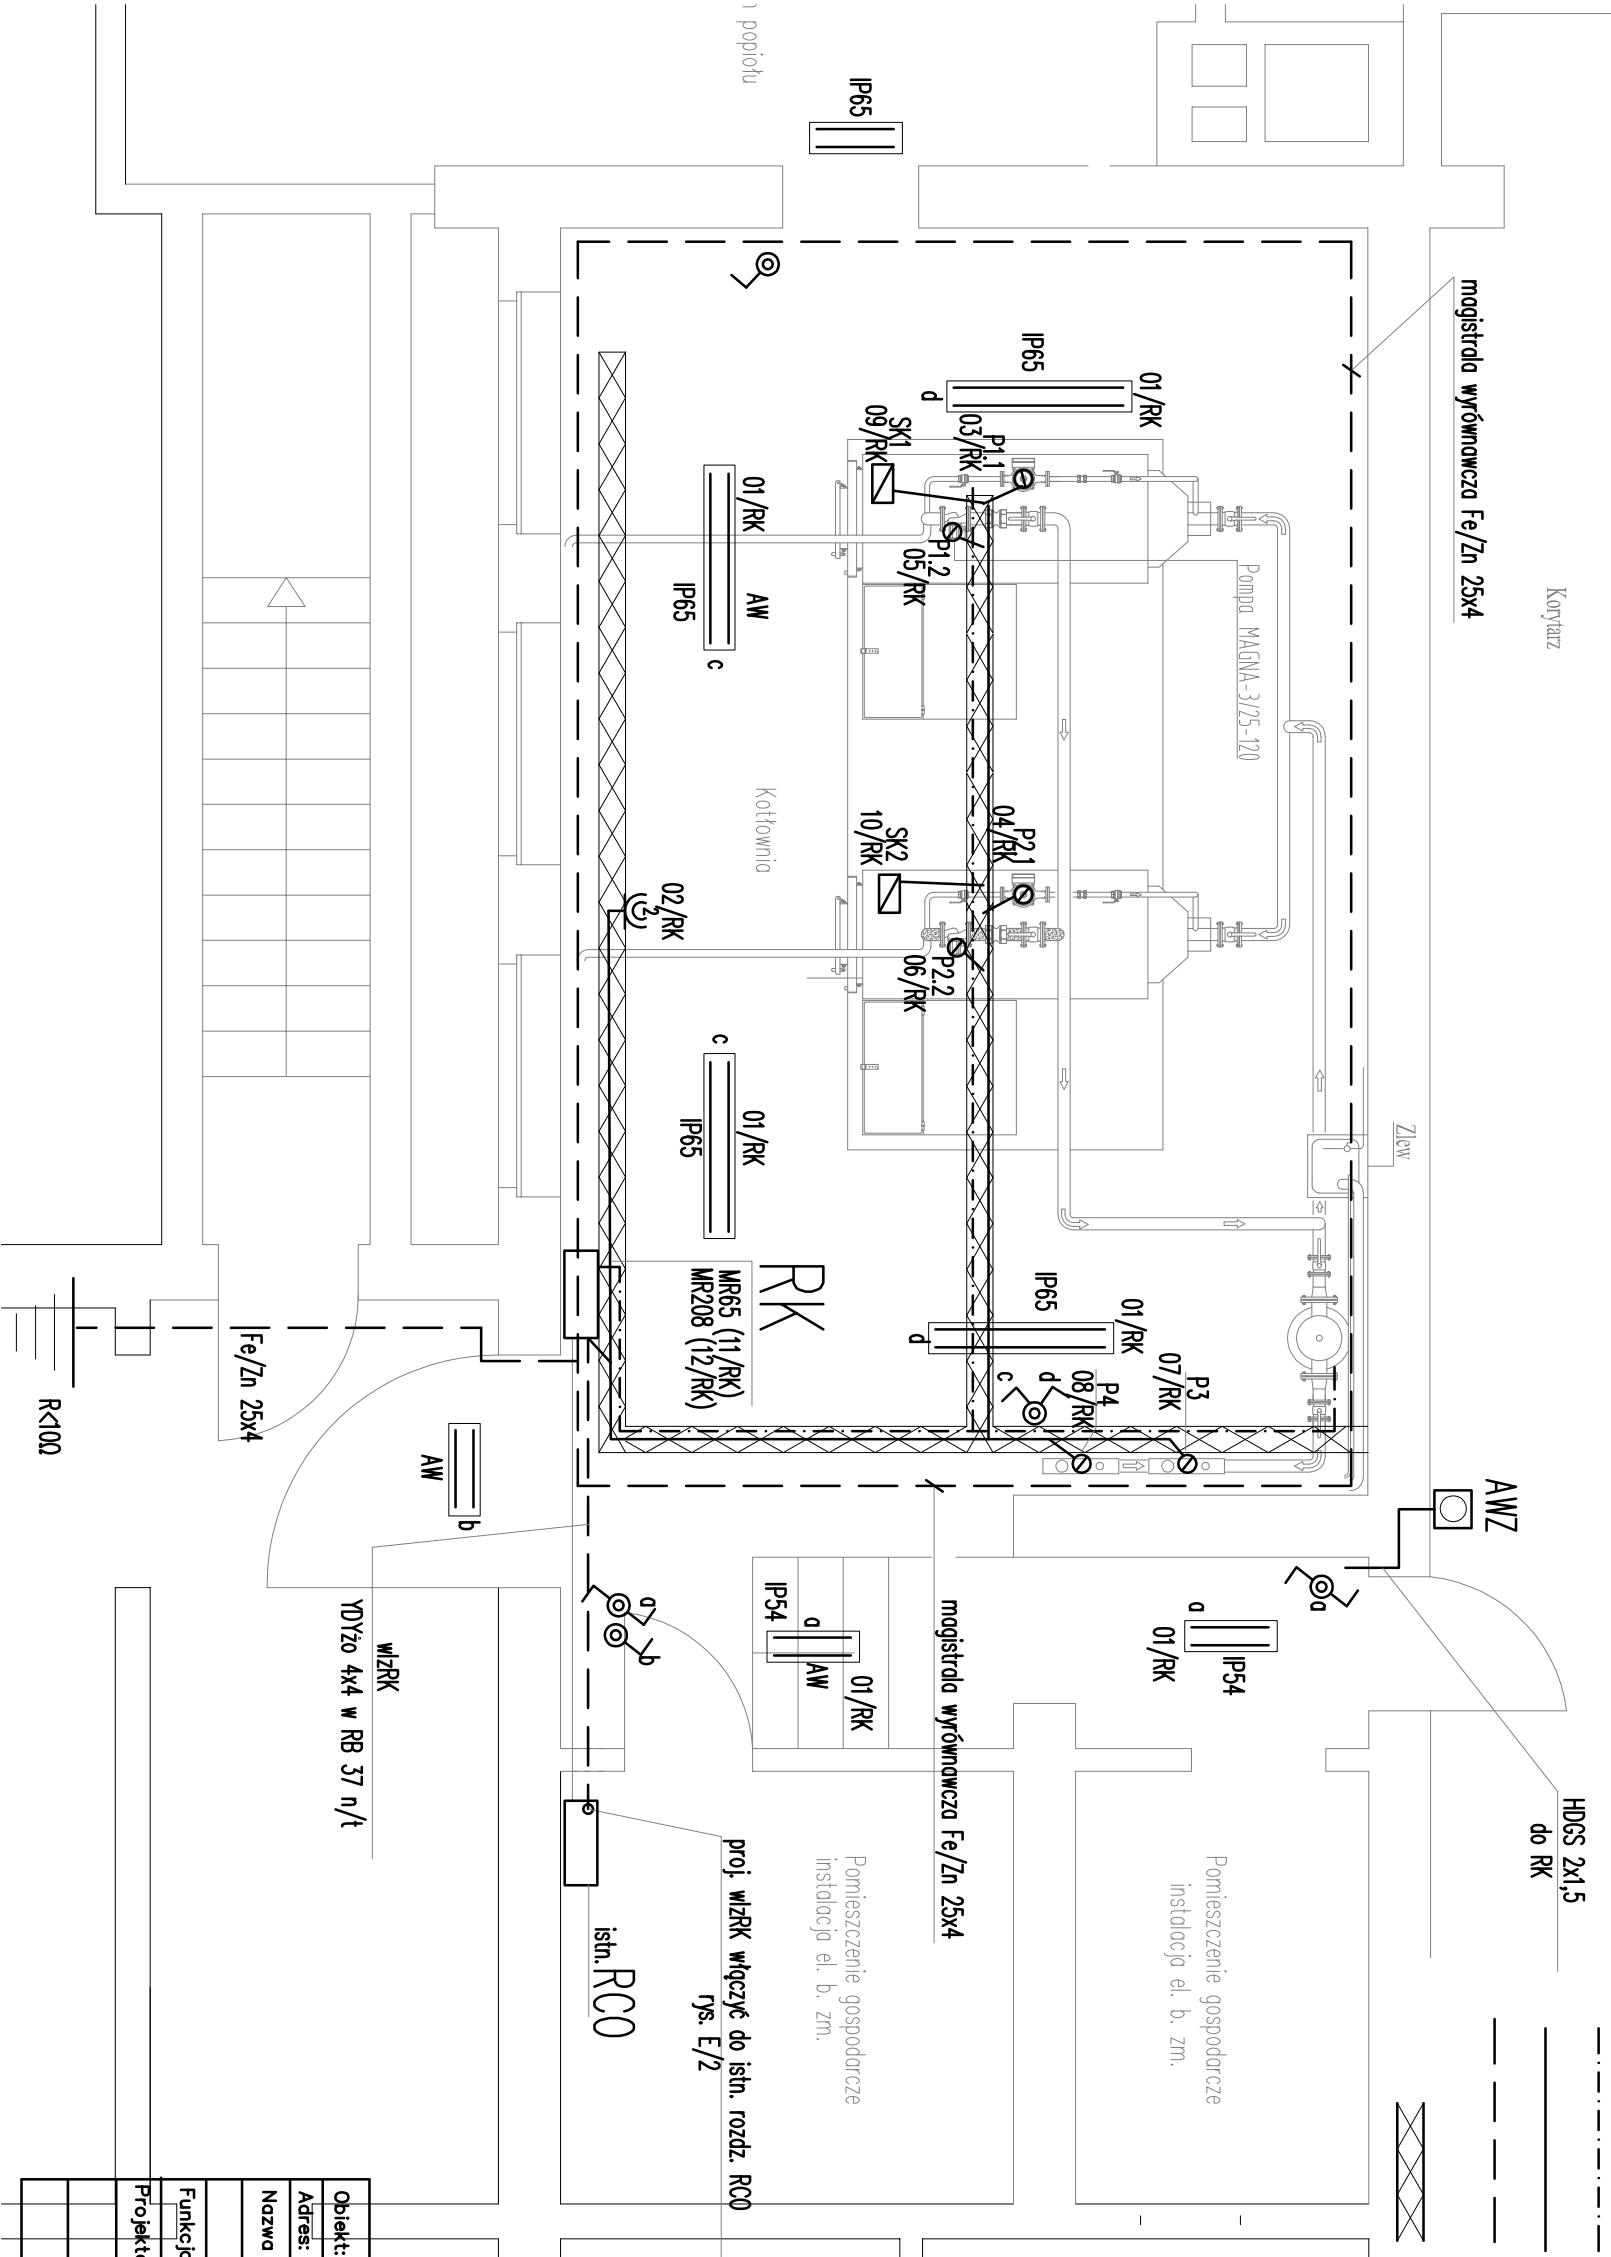 popiołu
IP65
magistrala wyrównawcza Fe/Zn 25x4
Korytarz
IP65
01/RK
d
P1.1
03/RK
SK1
09/RK
01/RK
AW
IP65
c
P1.2
05/RK
Pompa MAGNA-3/25-120
Kotłownia
P2.1
04/RK
SK2
10/RK
02/RK
2
P2.2
06/RK
c
01/RK
IP65
Zlew
RK
MR65 (11/RK)
MR208 (12/RK)
IP65
01/RK
d
c
d
P4
08/RK
P3
07/RK
Fe/Zn 25x4
R<10Ω
AW
b
AWZ
a
a
IP54
01/RK
a
b
IP54
a
AW
01/RK
magistrala wyrównawcza Fe/Zn 25x4
wlzRK
YDYżo 4x4 w RB 37 n/t
HDGS 2x1,5
do RK
proj. wlzRK włączyć do istn. rozdz. RCO
rys. E/2
istn. RCO
Pomieszczenie gospodarcze
instalacja el. b. zm.
Pomieszczenie gospodarcze
instalacja el. b. zm.
Obiekt:
Adres:
Nazwa
Funkcja
Projekt